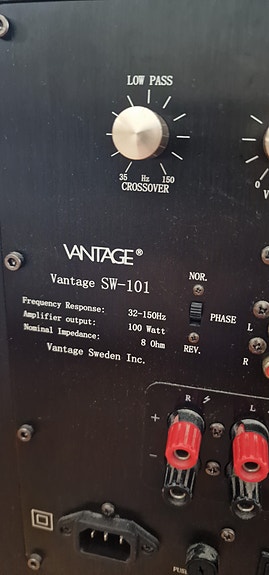 LOW PASS
35 Hz 150
CROSSOVER
0
VANTAGE®
Vantage SW-101
NOR.
Frequency Response: 32-150Hz
Amplifier output: 100 Watt
Nominal Impedance: 8 Ohm
PHASE
REV.
Vantage Sweden Inc.
L
R
R L
+
−